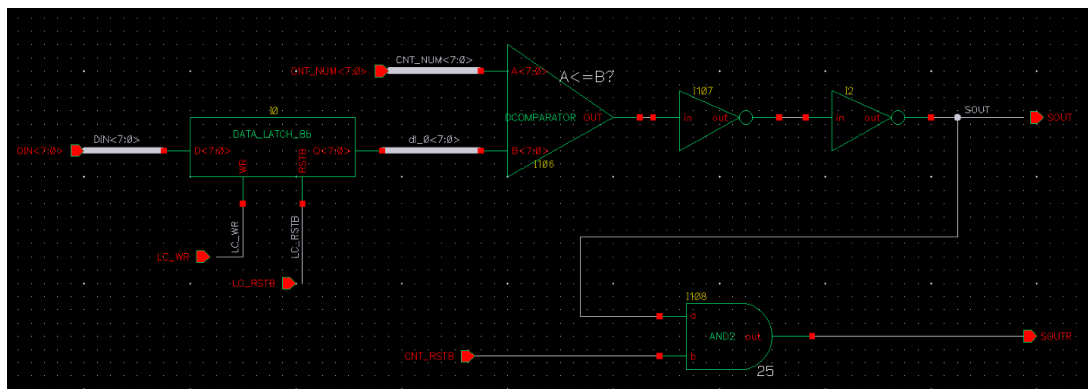 CNT_NUM<7:0>
CNT_NUM<7:0>
A<7:0>
A<=B?
I107
I2
I0
DATA_LATCH_8b
DCOMPARATOR
OUT
in
out
in
out
SOUT
SOUT
DIN<7:0>
DIN<7:0>
D<7:0>
WR
RSTB
Q<7:0>
dl_0<7:0>
B<7:0>
I106
LC_WR
LC_RSTB
LC_WR
LC_RSTB
I108
a
AND2
out
SOUTR
CNT_RSTB
b
25